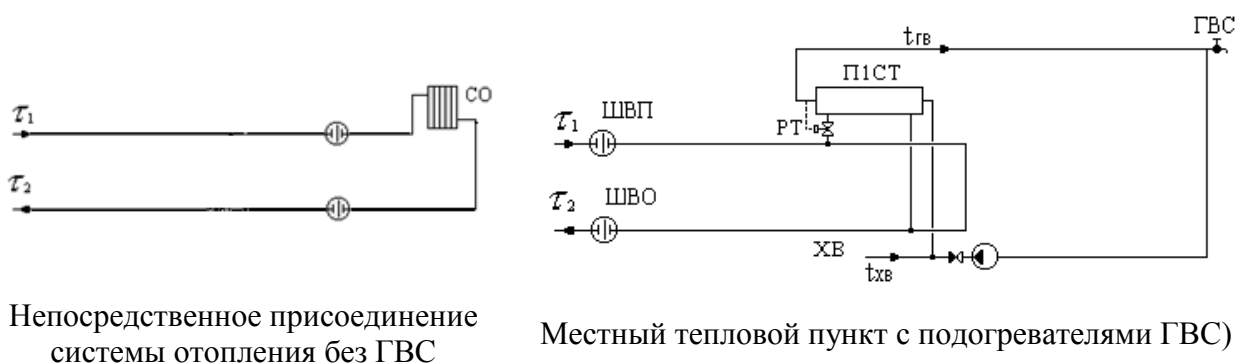 τ₁
СО
τ₂
Непосредственное присоединение
системы отопления без ГВС
ГВС
tГВ
П1СТ
ШВП
τ₁
РТ
τ₂
ШВО
ХВ
tХВ
Местный тепловой пункт с подогревателями ГВС)